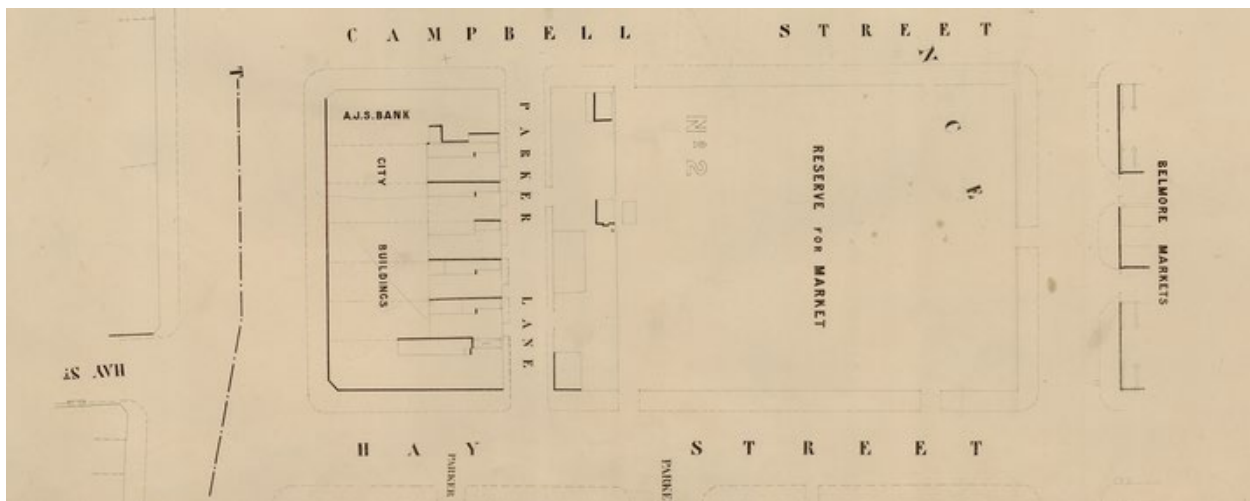 CAMPBELL STREET
A.J.S. BANK
CITY
BUILDINGS
PARKER LANE
No 2
RESERVE FOR MARKET
BELMORE MARKETS
HAY St
HAY STREET
PARKER
PARKE
T
Z
C
E